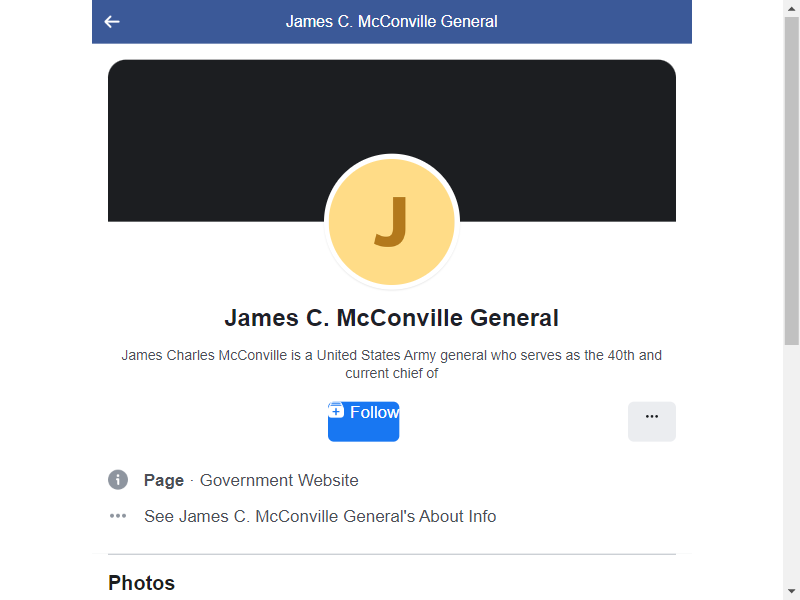 James C. McConville General
J
James C. McConville General
James Charles McConville is a United States Army general who serves as the 40th and
current chief of
Follow
Page · Government Website
See James C. McConville General's About Info
Photos